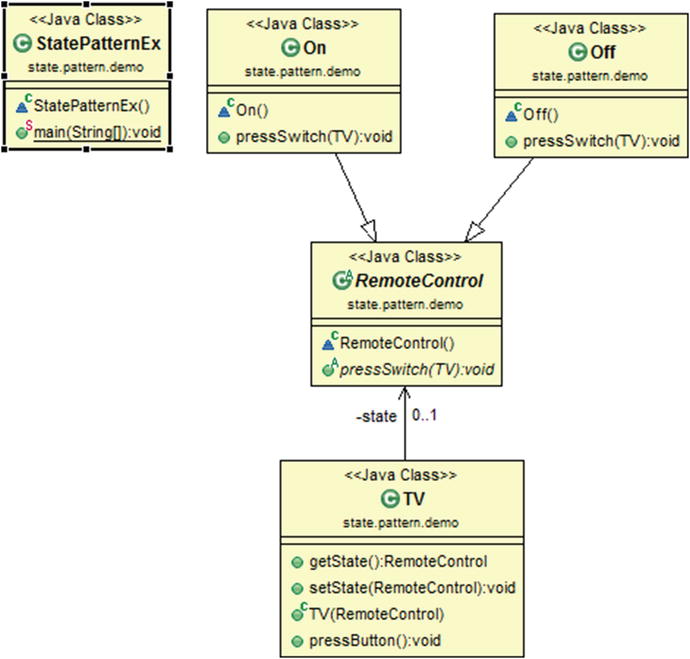 <<Java Class>>
StatePatternEx
state.pattern.demo
StatePatternEx()
main(String[]):void
<<Java Class>>
On
state.pattern.demo
On()
pressSwitch(TV):void
<<Java Class>>
Off
state.pattern.demo
Off()
pressSwitch(TV):void
<<Java Class>>
RemoteControl
state.pattern.demo
RemoteControl()
pressSwitch(TV):void
-state 0..1
<<Java Class>>
TV
state.pattern.demo
getState():RemoteControl
setState(RemoteControl):void
TV(RemoteControl)
pressButton():void